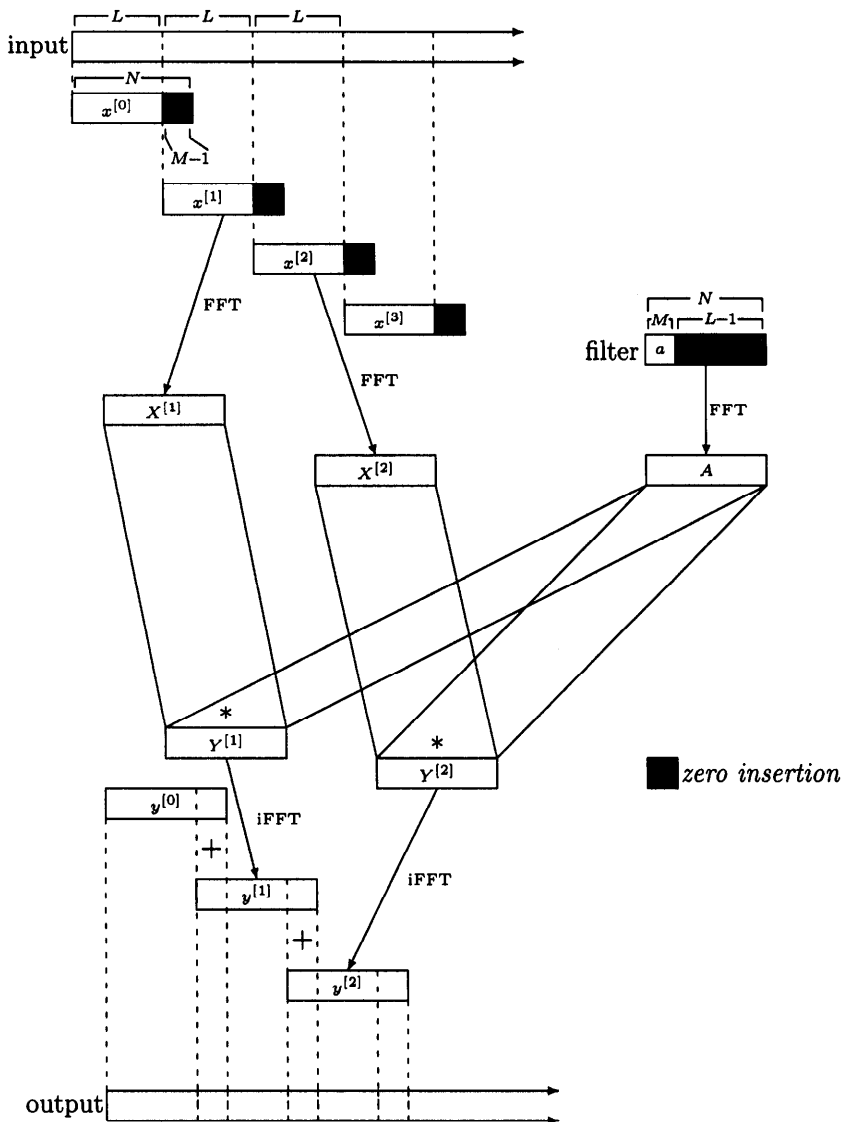 L L L
input
N
x[0]
M−1
x[1]
x[2]
FFT
N
x[3]
M L−1
filter a
FFT
FFT
X[1]
X[2] A
*
Y[1]
*
Y[2] zero insertion
y[0]
iFFT
+
iFFT
y[1]
+
y[2]
output